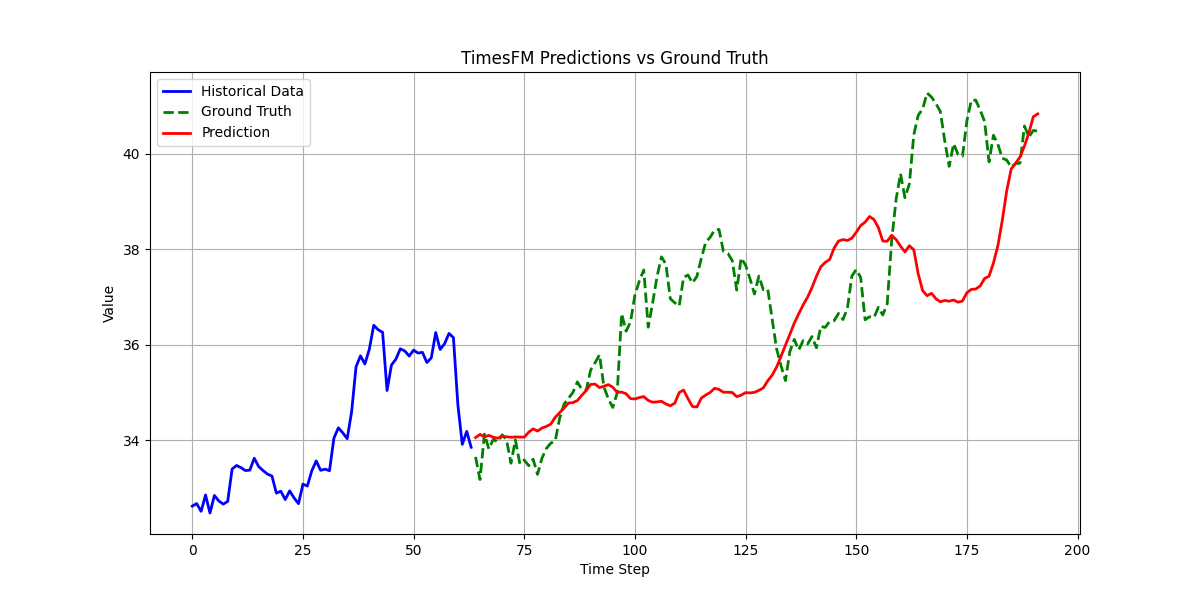 TimesFM Predictions vs Ground Truth
Historical Data
Ground Truth
Prediction
Value
40
38
36
34
0 25 50 75 100 125 150 175 200
Time Step